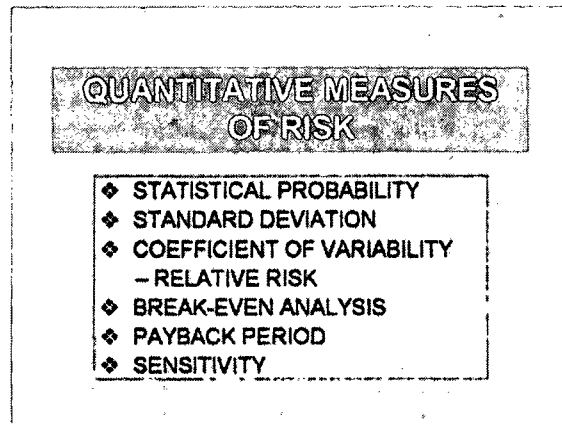 QUANTITATIVE MEASURES
OF RISK
❖ STATISTICAL PROBABILITY
❖ STANDARD DEVIATION
❖ COEFFICIENT OF VARIABILITY
– RELATIVE RISK
❖ BREAK-EVEN ANALYSIS
❖ PAYBACK PERIOD
❖ SENSITIVITY